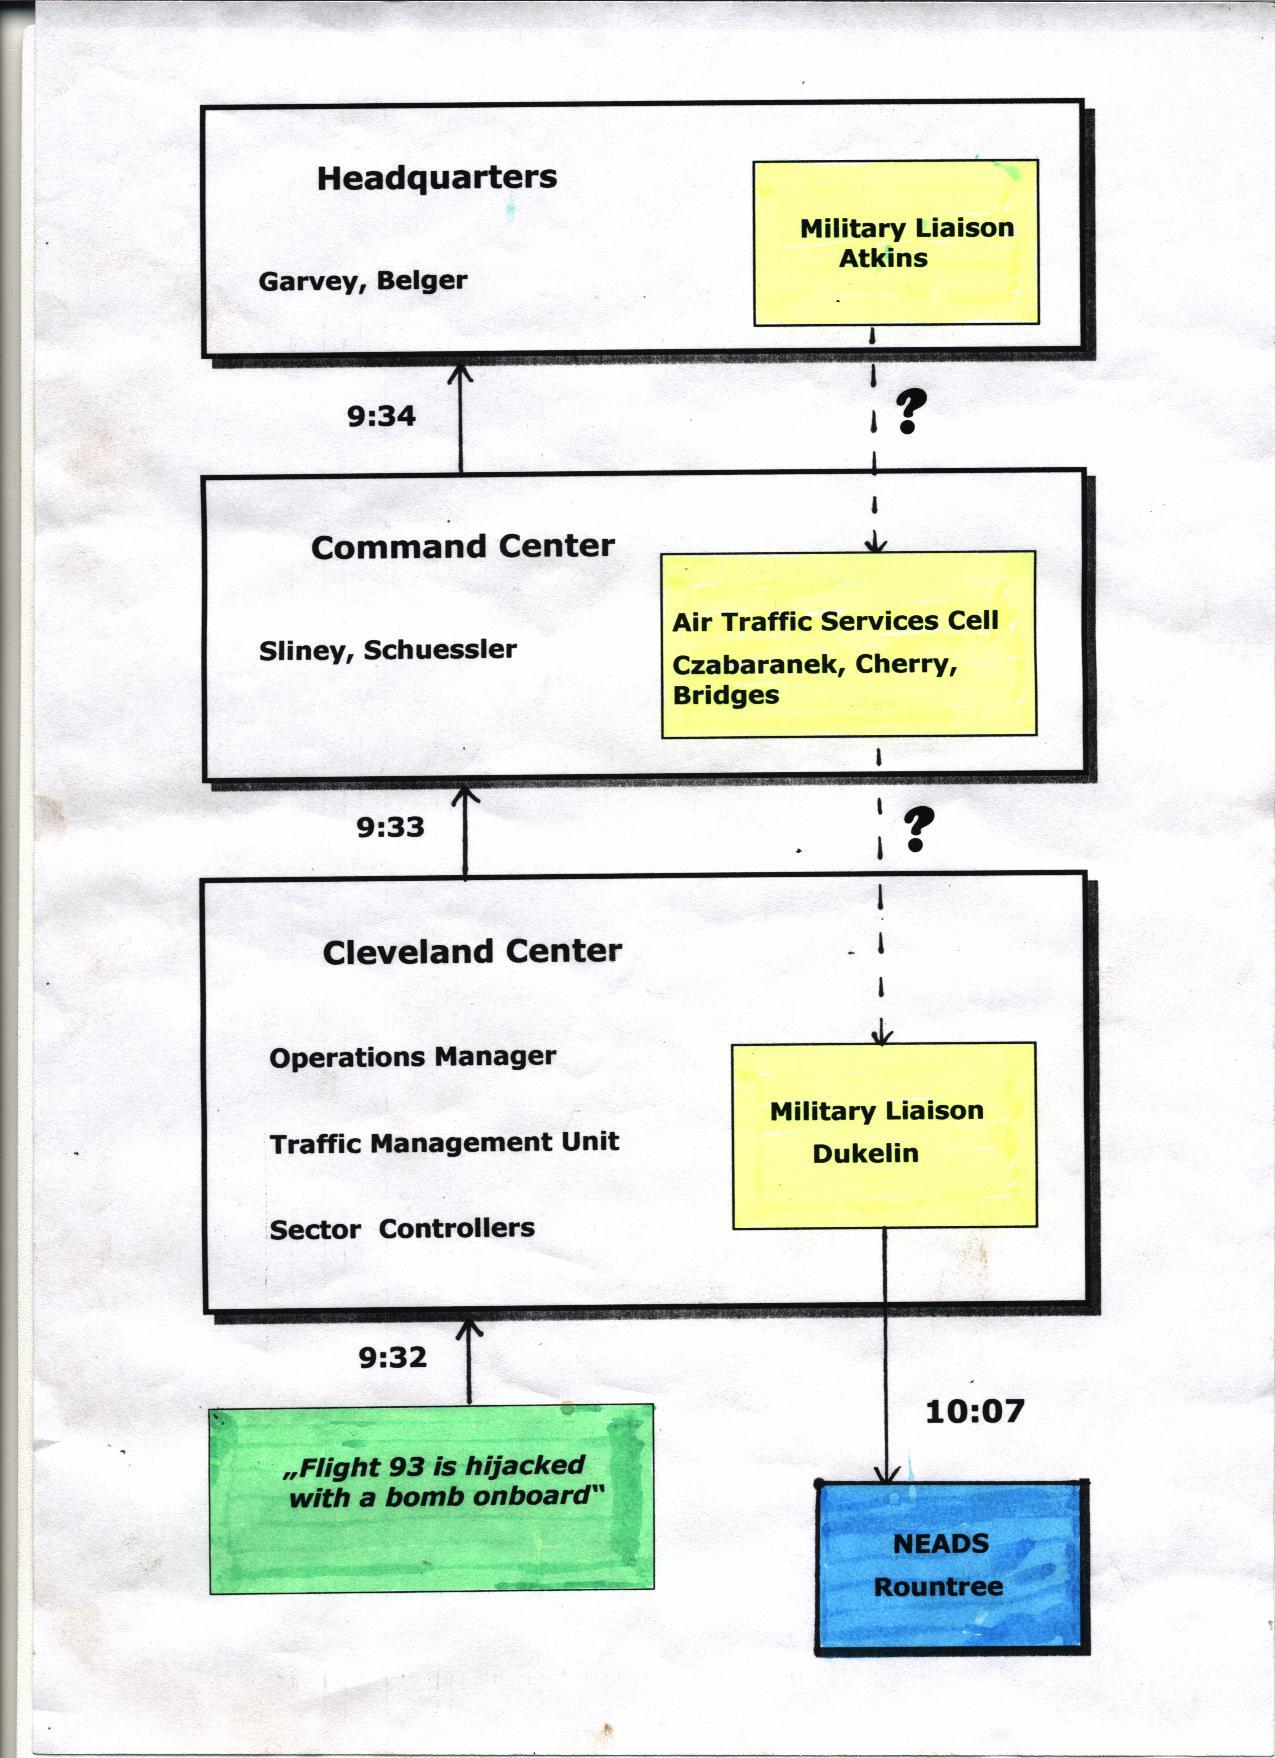 Headquarters
Military Liaison
Atkins
Garvey, Belger
9:34
?
Command Center
Air Traffic Services Cell
Sliney, Schuessler
Czabaranek, Cherry,
Bridges
9:33
?
Cleveland Center
Operations Manager
Military Liaison
Traffic Management Unit
Dukelin
Sector Controllers
9:32
10:07
„Flight 93 is hijacked
with a bomb onboard“
NEADS
Rountree